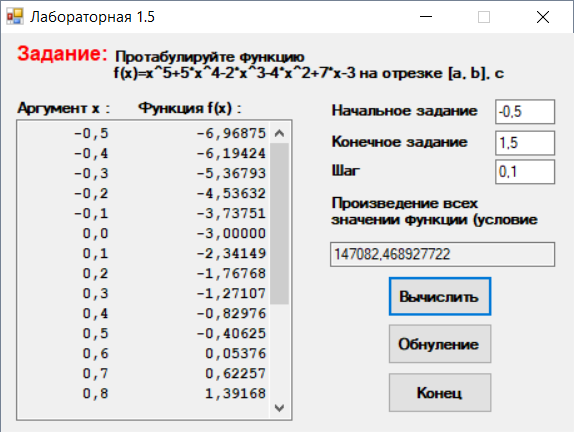 Лабораторная 1.5
Задание: Протабулируйте функцию
f(x)=x^5+5*x^4-2*x^3-4*x^2+7*x-3 на отрезке [a, b], с
Аргумент x : Функция f(x) :
-0,5 -6,96875
-0,4 -6,19424
-0,3 -5,36793
-0,2 -4,53632
-0,1 -3,73751
0,0 -3,00000
0,1 -2,34149
0,2 -1,76768
0,3 -1,27107
0,4 -0,82976
0,5 -0,40625
0,6 0,05376
0,7 0,62257
0,8 1,39168
Начальное задание -0,5
Конечное задание 1,5
Шаг 0,1
Произведение всех
значении функции (условие
147082,468927722
Вычислить
Обнуление
Конец